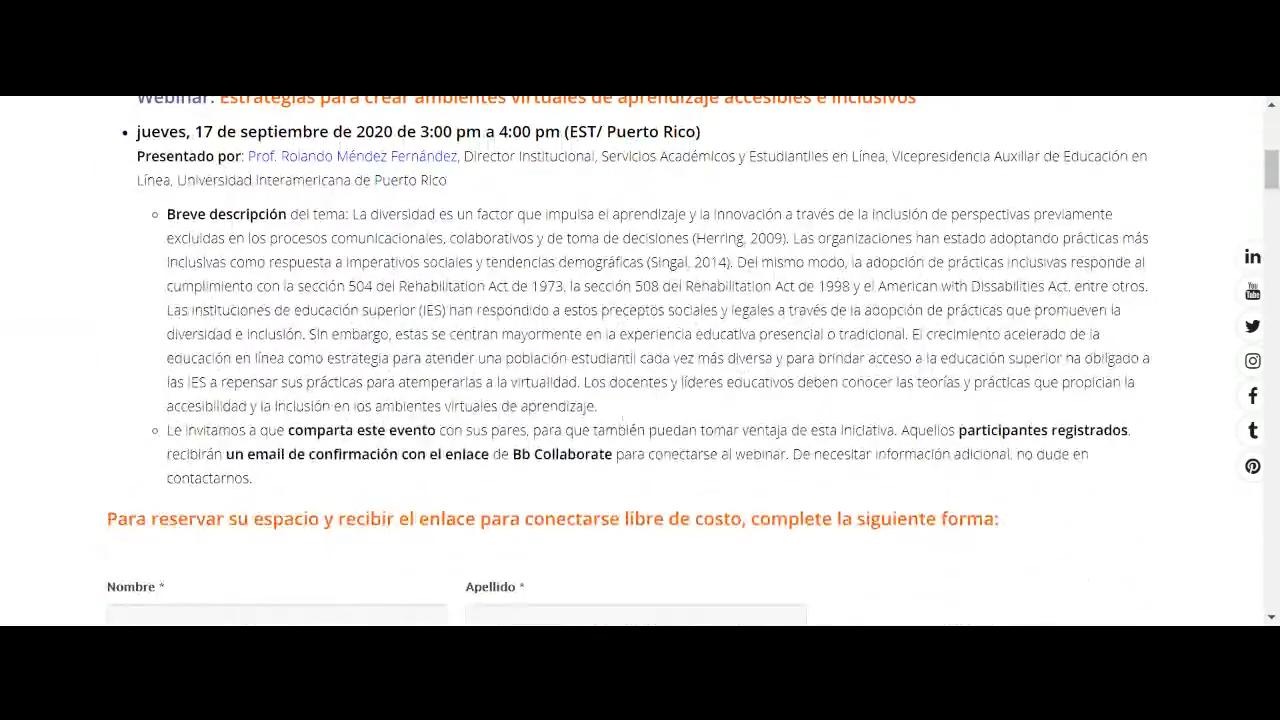 Webinar: Estrategias para crear ambientes virtuales de aprendizaje accesibles e inclusivos
• jueves, 17 de septiembre de 2020 de 3:00 pm a 4:00 pm (EST/ Puerto Rico)
Presentado por: Prof. Rolando Méndez Fernández, Director Institucional, Servicios Académicos y Estudiantiles en Línea, Vicepresidencia Auxiliar de Educación en
Línea, Universidad Interamericana de Puerto Rico
Breve descripción del tema: La diversidad es un factor que impulsa el aprendizaje y la innovación a través de la inclusión de perspectivas previamente
excluidas en los procesos comunicacionales, colaborativos y de toma de decisiones (Herring, 2009). Las organizaciones han estado adoptando prácticas más
inclusivas como respuesta a imperativos sociales y tendencias demográficas (Singal, 2014). Del mismo modo, la adopción de prácticas inclusivas responde al
cumplimiento con la sección 504 del Rehabilitation Act de 1973, la sección 508 del Rehabilitation Act de 1998 y el American with Dissabilities Act, entre otros.
Las instituciones de educación superior (IES) han respondido a estos preceptos sociales y legales a través de la adopción de prácticas que promueven la
diversidad e inclusión. Sin embargo, estas se centran mayormente en la experiencia educativa presencial o tradicional. El crecimiento acelerado de la
educación en línea como estrategia para atender una población estudiantil cada vez más diversa y para brindar acceso a la educación superior ha obligado a
las IES a repensar sus prácticas para atemperarlas a la virtualidad. Los docentes y líderes educativos deben conocer las teorías y prácticas que propician la
accesibilidad y la inclusión en los ambientes virtuales de aprendizaje.
Le invitamos a que comparta este evento con sus pares, para que también puedan tomar ventaja de esta iniciativa. Aquellos participantes registrados,
recibirán un email de confirmación con el enlace de Bb Collaborate para conectarse al webinar. De necesitar información adicional, no dude en
contactarnos.
Para reservar su espacio y recibir el enlace para conectarse libre de costo, complete la siguiente forma:
Nombre * Apellido *